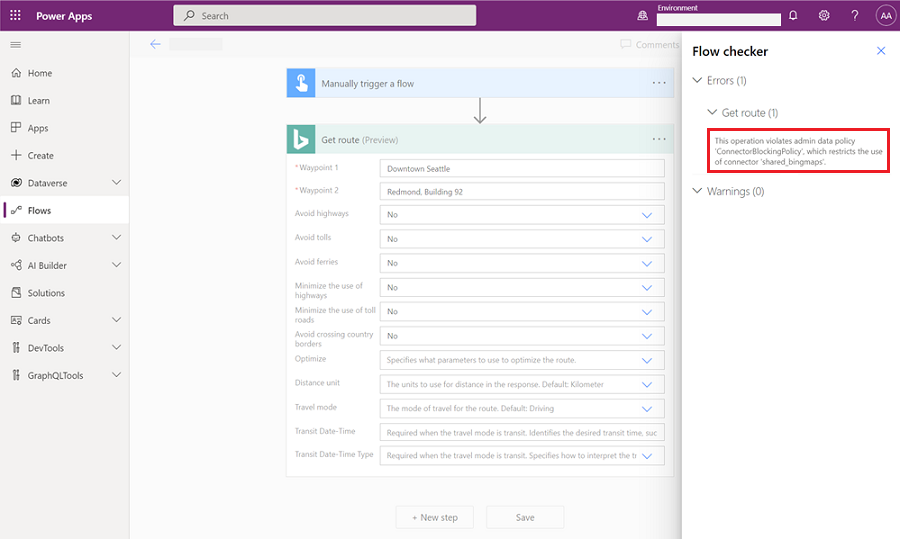 Power Apps
Search
Environment
?
AA
Comments
Flow checker
Home
Learn
Apps
Create
Dataverse
Flows
Chatbots
AI Builder
Solutions
Cards
DevTools
GraphQLTools
Manually trigger a flow
Get route (Preview)
* Waypoint 1
Downtown Seattle
* Waypoint 2
Redmond, Building 92
Avoid highways
No
Avoid tolls
No
Avoid ferries
No
Minimize the use of
highways
No
Minimize the use of toll
roads
No
Avoid crossing country
borders
No
Optimize
Specifies what parameters to use to optimize the route.
Distance unit
The units to use for distance in the response. Default: Kilometer
Travel mode
The mode of travel for the route. Default: Driving
Transit Date-Time
Required when the travel mode is transit. Identifies the desired transit time, suc
Transit Date-Time Type
Required when the travel mode is transit. Specifies how to interpret the tr
+ New step
Save
Errors (1)
Get route (1)
This operation violates admin data policy
'ConnectorBlockingPolicy', which restricts the use
of connector 'shared_bingmaps'.
Warnings (0)